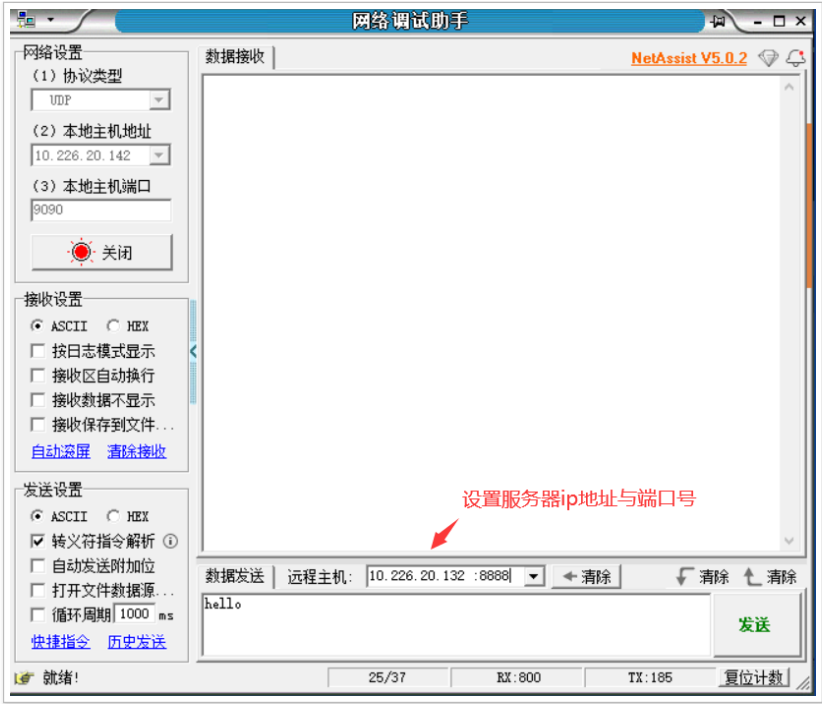 网络调试助手
网络设置
(1) 协议类型
UDP
(2) 本地主机地址
10.226.20.142
(3) 本地主机端口
9090
关闭
接收设置
ASCII HEX
按日志模式显示
接收区自动换行
接收数据不显示
接收保存到文件...
自动滚屏 清除接收
发送设置
ASCII HEX
转义符指令解析
自动发送附加位
打开文件数据源...
循环周期 1000 ms
快捷指令 历史发送
数据接收 NetAssist V5.0.2
设置服务器ip地址与端口号
数据发送 远程主机: 10.226.20.132 :8888 清除 清除 清除
hello
发送
就绪! 25/37 RX:800 TX:185 复位计数